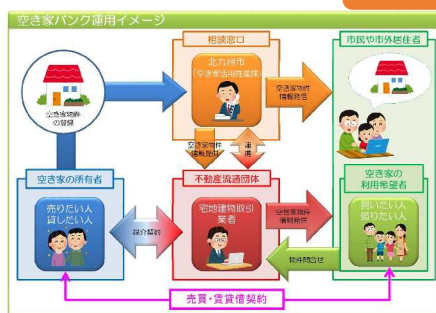 空き家バンク運用イメージ
相談窓口
市民や市外居住者
北九州市
(空き家活用推進課)
空き家物件
情報発信
空き家物件
の登録
空き家物件
情報提供
連携
空き家の所有者
不動産流通団体
空き家の
利用希望者
売りたい人
貸したい人
媒介契約
宅地建物取引
業者
空き家物件
情報発信
買いたい人
借りたい人
物件問合せ
売買・賃貸借契約